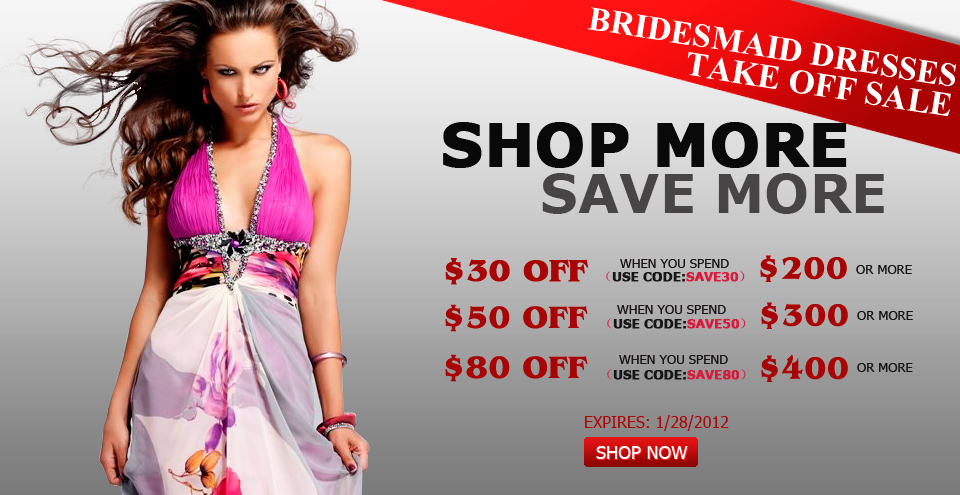 BRIDESMAID DRESSES
TAKE OFF SALE
SHOP MORE
SAVE MORE
$30 OFF WHEN YOU SPEND $200 OR MORE
(USE CODE:SAVE30)
$50 OFF WHEN YOU SPEND $300 OR MORE
(USE CODE:SAVE50)
$80 OFF WHEN YOU SPEND $400 OR MORE
(USE CODE:SAVE80)
EXPIRES: 1/28/2012
SHOP NOW